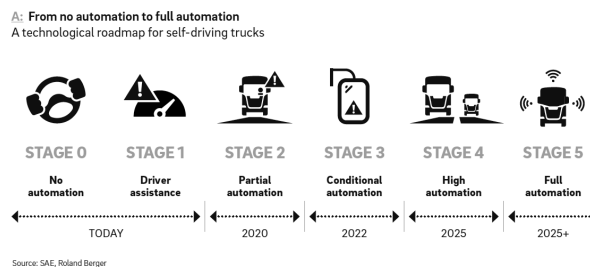 A: From no automation to full automation
A technological roadmap for self-driving trucks
STAGE 0 STAGE 1 STAGE 2 STAGE 3 STAGE 4 STAGE 5
No automation
Driver assistance
Partial automation
Conditional automation
High automation
Full automation
TODAY 2020 2022 2025 2025+
Source: SAE, Roland Berger